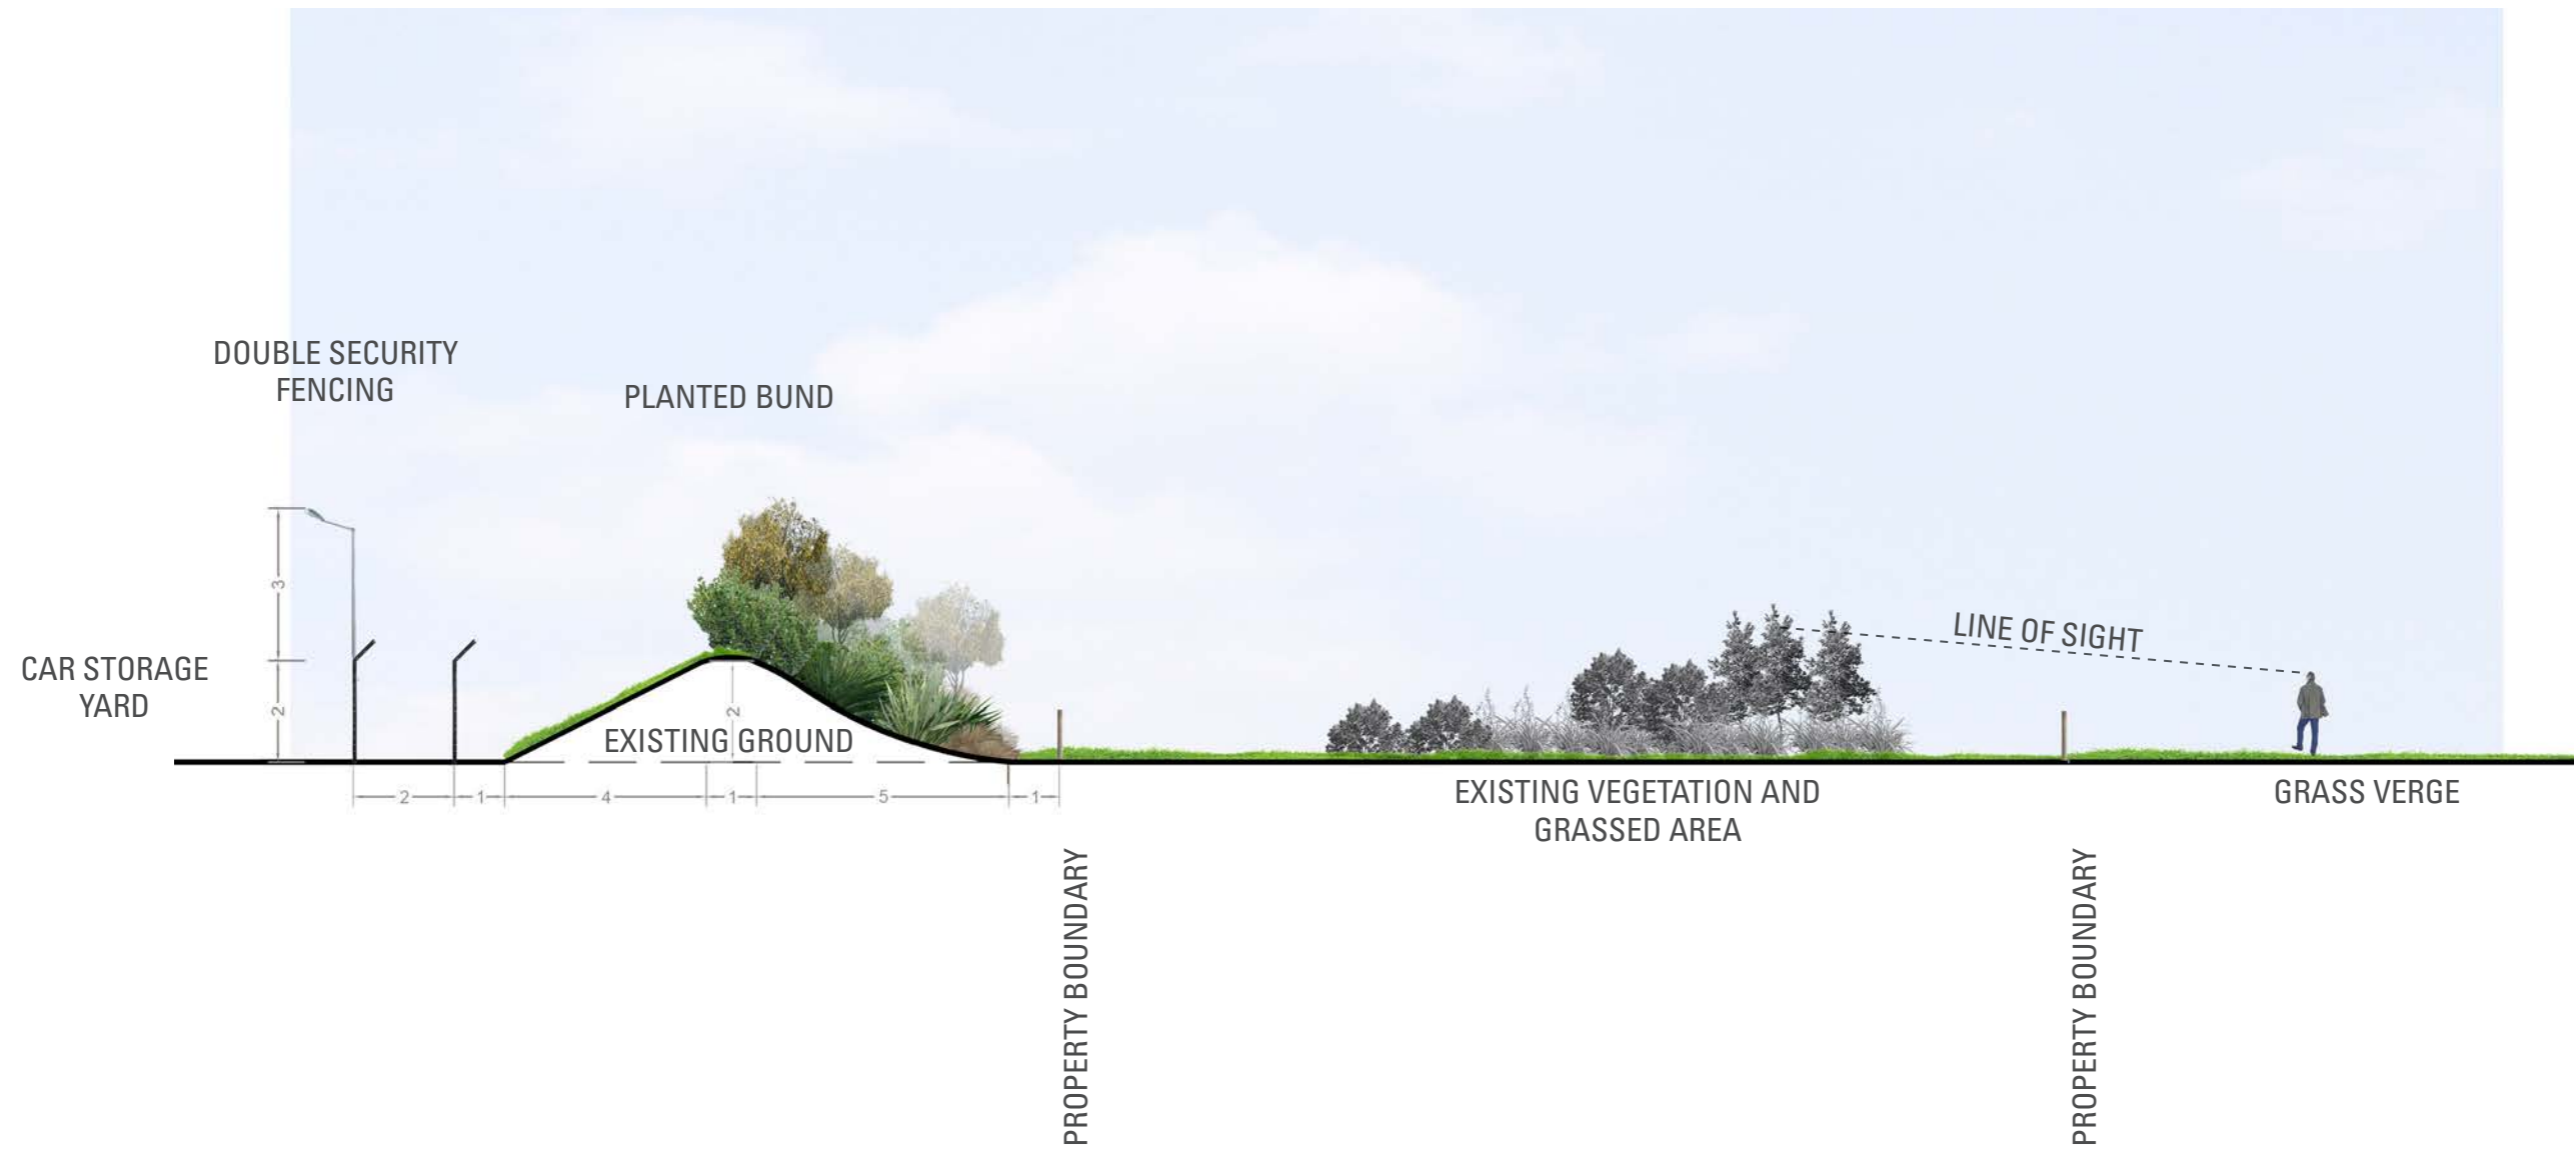 DOUBLE SECURITY
FENCING
PLANTED BUND
LINE OF SIGHT
CAR STORAGE
YARD
3
2
2
EXISTING GROUND
2
1
4
1
5
1
EXISTING VEGETATION AND
GRASSED AREA
GRASS VERGE
PROPERTY BOUNDARY
PROPERTY BOUNDARY